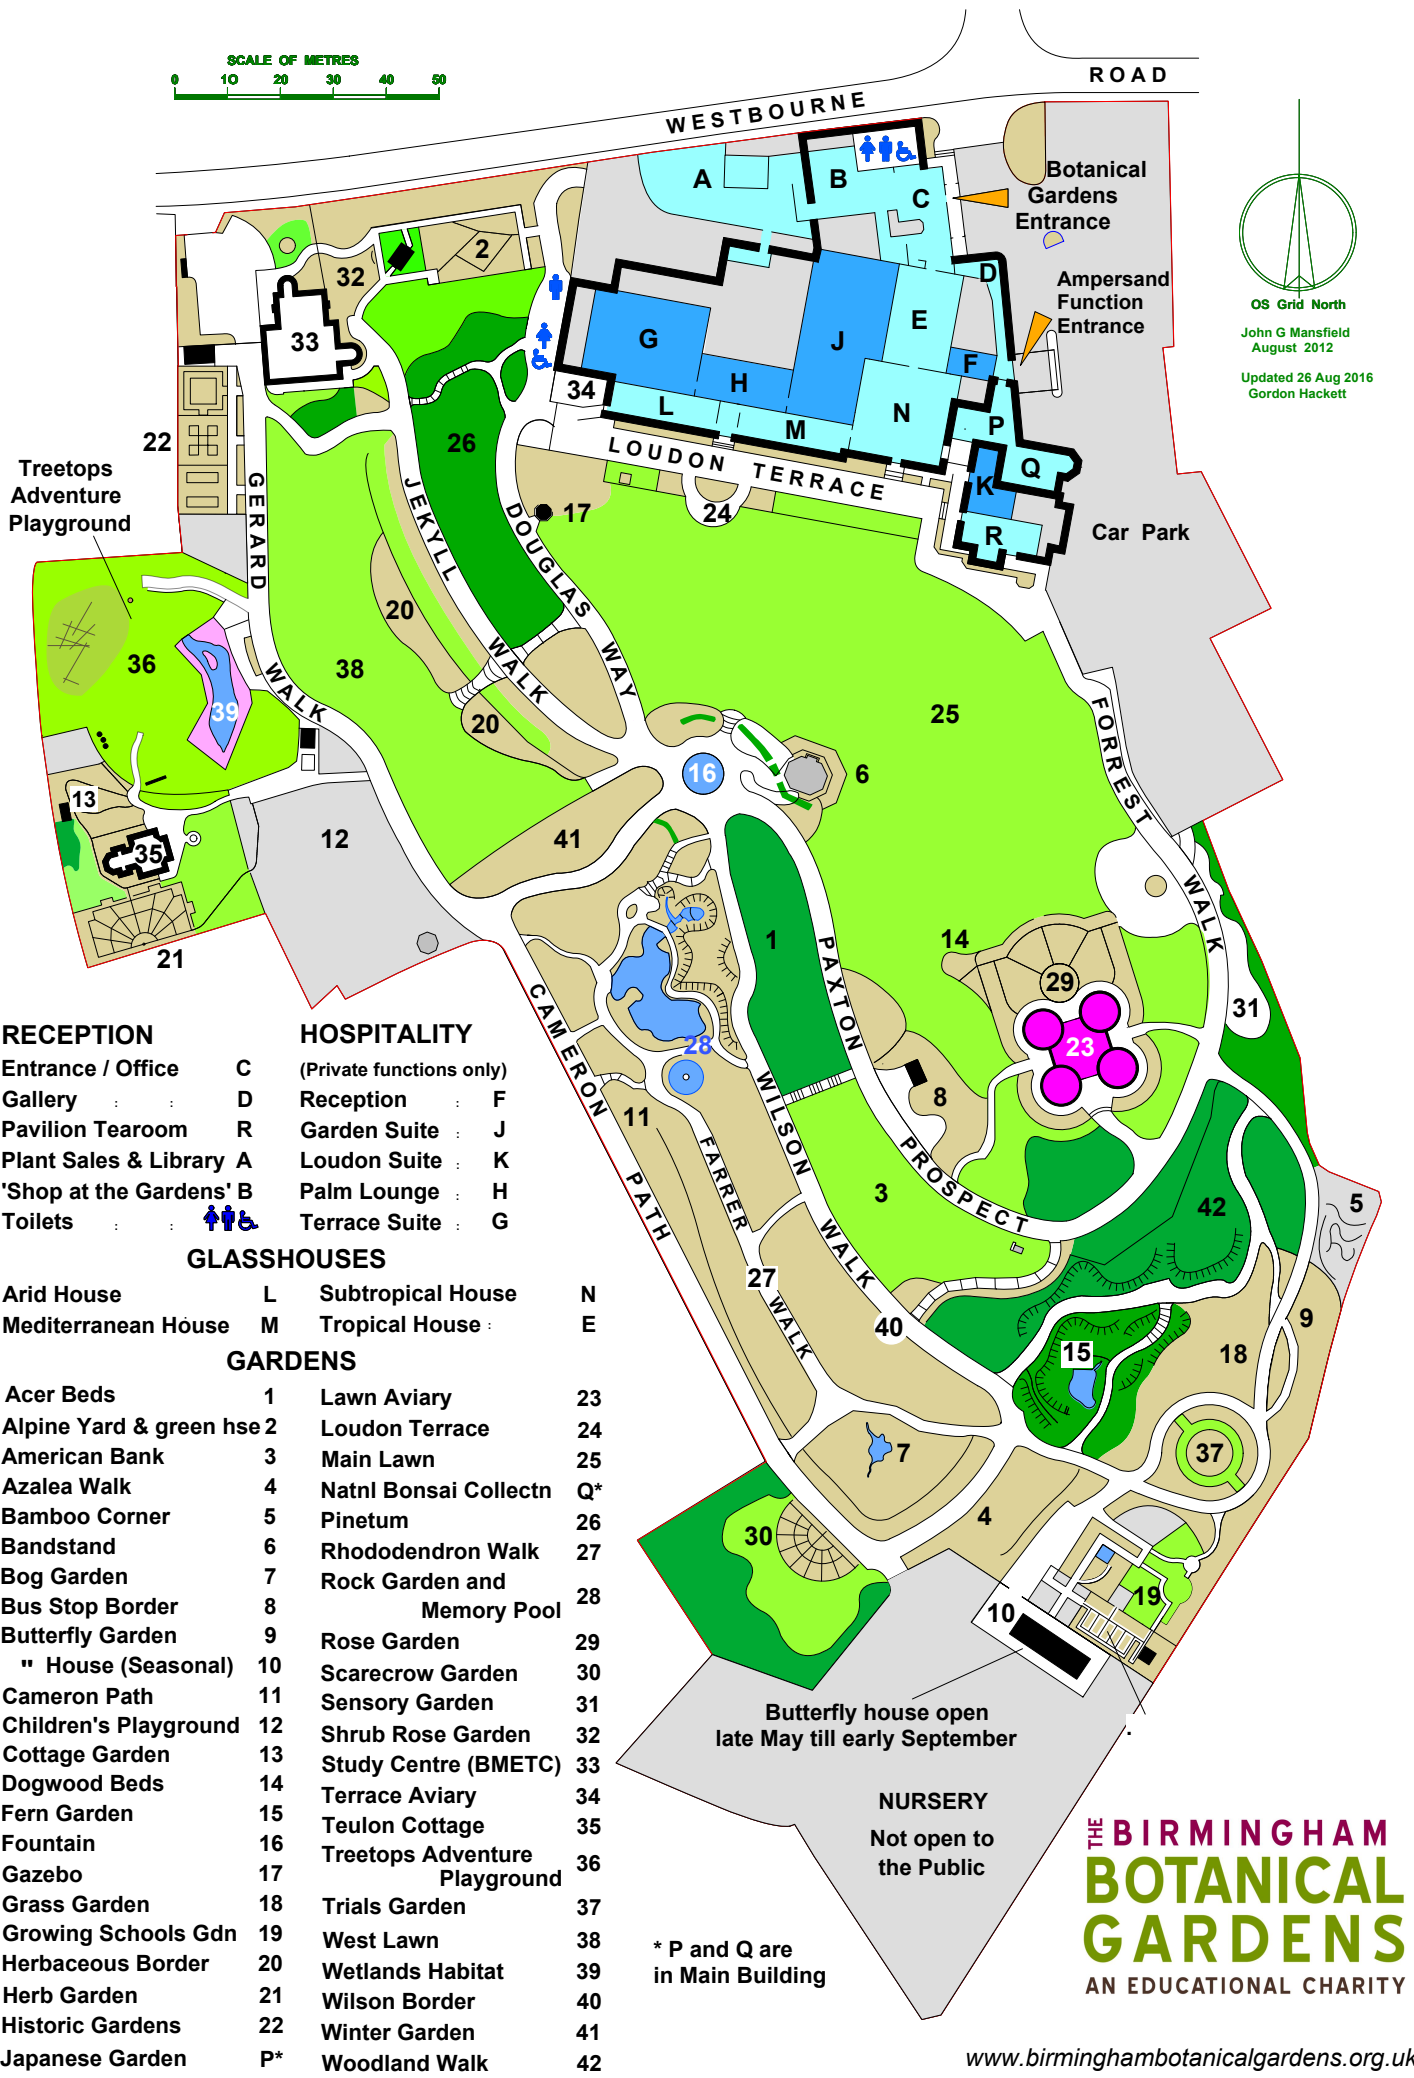 SCALE OF METRES
0 10 20 30 40 50
WESTBOURNE ROAD
Botanical
Gardens
Entrance
Ampersand
Function
Entrance
OS Grid North
John G Mansfield
August 2012
Updated 26 Aug 2016
Gordon Hackett
A
B
C
D
E
F
G
H
J
K
L
M
N
P
Q
R
2
32
33
34
22
26
17
24
LOUDON TERRACE
Car Park
Treetops
Adventure
Playground
GERARD WALK
JEKYLL WALK
DOUGLAS WAY
FORREST WALK
36
39
38
20
20
25
16
6
13
35
12
41
21
1
14
29
23
31
28
11
8
3
42
5
CAMERON PATH
FARRER WALK
WILSON WALK
PAXTON PROSPECT
27
40
15
18
9
7
37
4
30
19
10
Butterfly house open
late May till early September
.
NURSERY
Not open to
the Public
RECEPTION
Entrance / Office C
Gallery : : D
Pavilion Tearoom R
Plant Sales & Library A
'Shop at the Gardens' B
Toilets : :
HOSPITALITY
(Private functions only)
Reception : F
Garden Suite : J
Loudon Suite : K
Palm Lounge : H
Terrace Suite : G
GLASSHOUSES
Arid House L
Mediterranean House M
Subtropical House N
Tropical House : E
GARDENS
Acer Beds 1
Alpine Yard & green hse 2
American Bank 3
Azalea Walk 4
Bamboo Corner 5
Bandstand 6
Bog Garden 7
Bus Stop Border 8
Butterfly Garden 9
" House (Seasonal) 10
Cameron Path 11
Children's Playground 12
Cottage Garden 13
Dogwood Beds 14
Fern Garden 15
Fountain 16
Gazebo 17
Grass Garden 18
Growing Schools Gdn 19
Herbaceous Border 20
Herb Garden 21
Historic Gardens 22
Japanese Garden P*
Lawn Aviary 23
Loudon Terrace 24
Main Lawn 25
Natnl Bonsai Collectn Q*
Pinetum 26
Rhododendron Walk 27
Rock Garden and
Memory Pool 28
Rose Garden 29
Scarecrow Garden 30
Sensory Garden 31
Shrub Rose Garden 32
Study Centre (BMETC) 33
Terrace Aviary 34
Teulon Cottage 35
Treetops Adventure
Playground 36
Trials Garden 37
West Lawn 38
Wetlands Habitat 39
Wilson Border 40
Winter Garden 41
Woodland Walk 42
* P and Q are
in Main Building
THE BIRMINGHAM
BOTANICAL
GARDENS
AN EDUCATIONAL CHARITY
www.birminghambotanicalgardens.org.uk